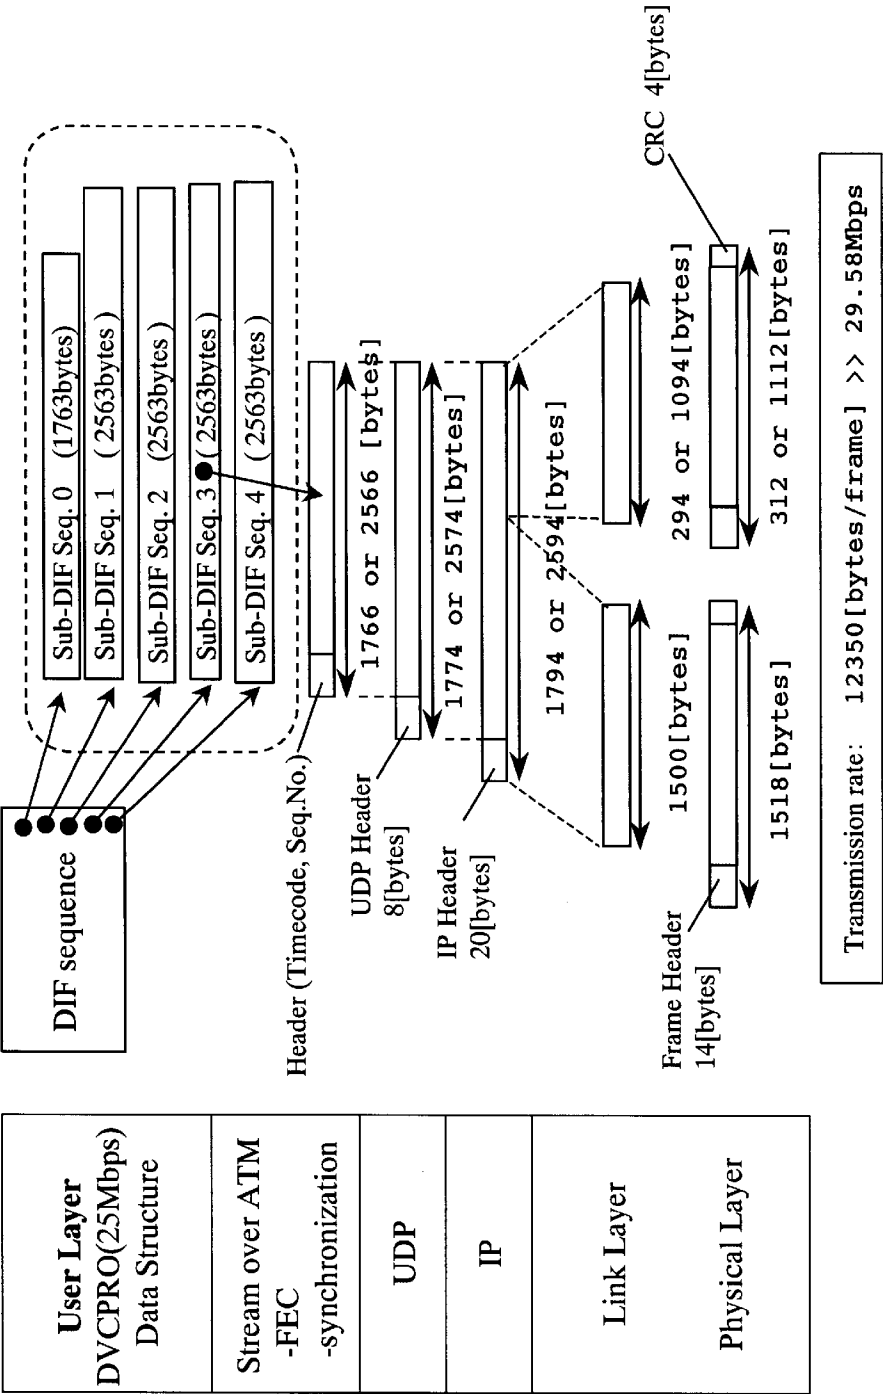 User Layer
DVCPRO(25Mbps)
Data Structure
Stream over ATM
-FEC
-synchronization
UDP
IP
Link Layer
Physical Layer
DIF sequence
Sub-DIF Seq. 0 (1763bytes)
Sub-DIF Seq. 1 ( 2563bytes )
Sub-DIF Seq. 2 (2563bytes )
Sub-DIF Seq. 3 ( 2563bytes )
Sub-DIF Seq. 4 ( 2563bytes )
Header (Timecode, Seq.No.)
1766 or 2566 [bytes]
UDP Header
8[bytes]
1774 or 2574[bytes]
IP Header
20[bytes]
1794 or 2594[bytes]
1500[bytes]
294 or 1094[bytes]
Frame Header
14[bytes]
CRC 4[bytes]
1518[bytes]
312 or 1112[bytes]
Transmission rate: 12350[bytes/frame] >> 29.58Mbps